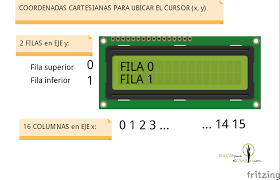 COORDENADAS CARTESIANAS PARA UBICAR EL CURSOR (x, y)
2 FILAS en EJE y:
Fila superior 0
Fila inferior 1
FILA 0
FILA 1
16 COLUMNAS en EJE x:
0 1 2 3 ... ... 14 15
fritzing